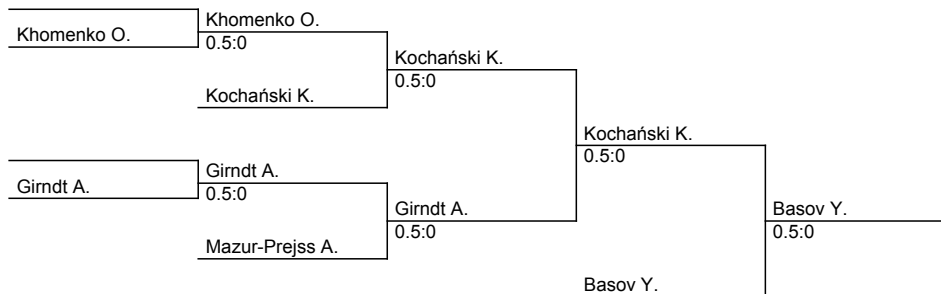 Khomenko O.
Khomenko O.
0.5:0
Kochański K.
Kochański K.
0.5:0
Kochański K.
0.5:0
Girndt A.
Girndt A.
0.5:0
Girndt A.
0.5:0
Mazur-Prejss A.
Basov Y.
0.5:0
Basov Y.